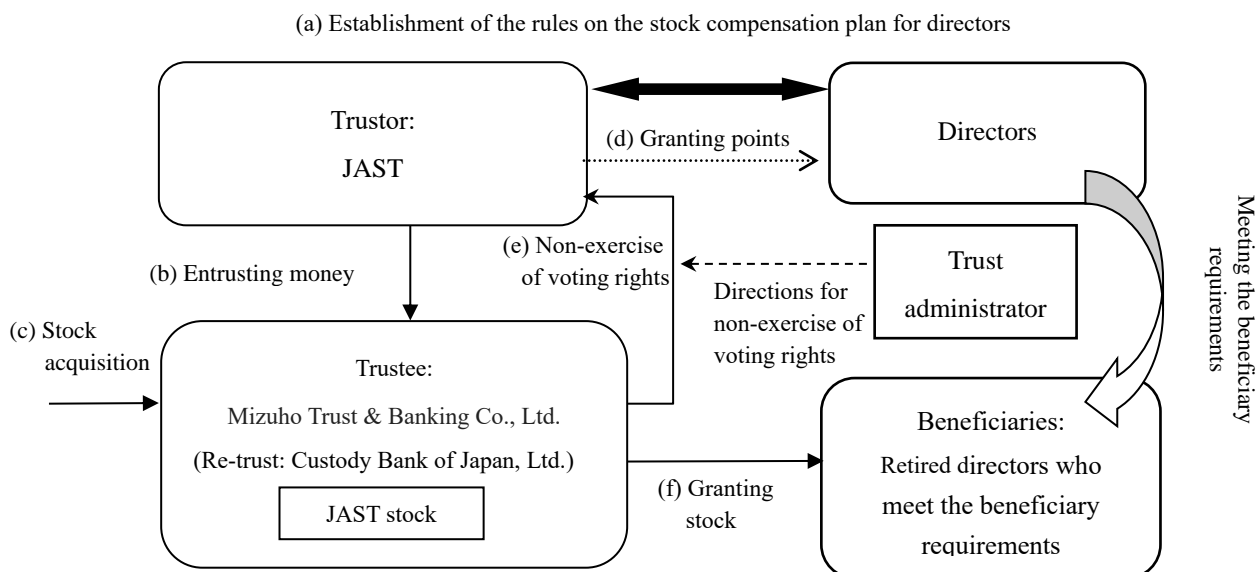 (a) Establishment of the rules on the stock compensation plan for directors
Trustor:
JAST
(d) Granting points
Directors
(e) Non-exercise
of voting rights
(b) Entrusting money
Directions for
non-exercise of
voting rights
Trust
administrator
Meeting the beneficiary
requirements
(c) Stock
acquisition
Trustee:
Mizuho Trust & Banking Co., Ltd.
(Re-trust: Custody Bank of Japan, Ltd.)
JAST stock
(f) Granting
stock
Beneficiaries:
Retired directors who
meet the beneficiary
requirements